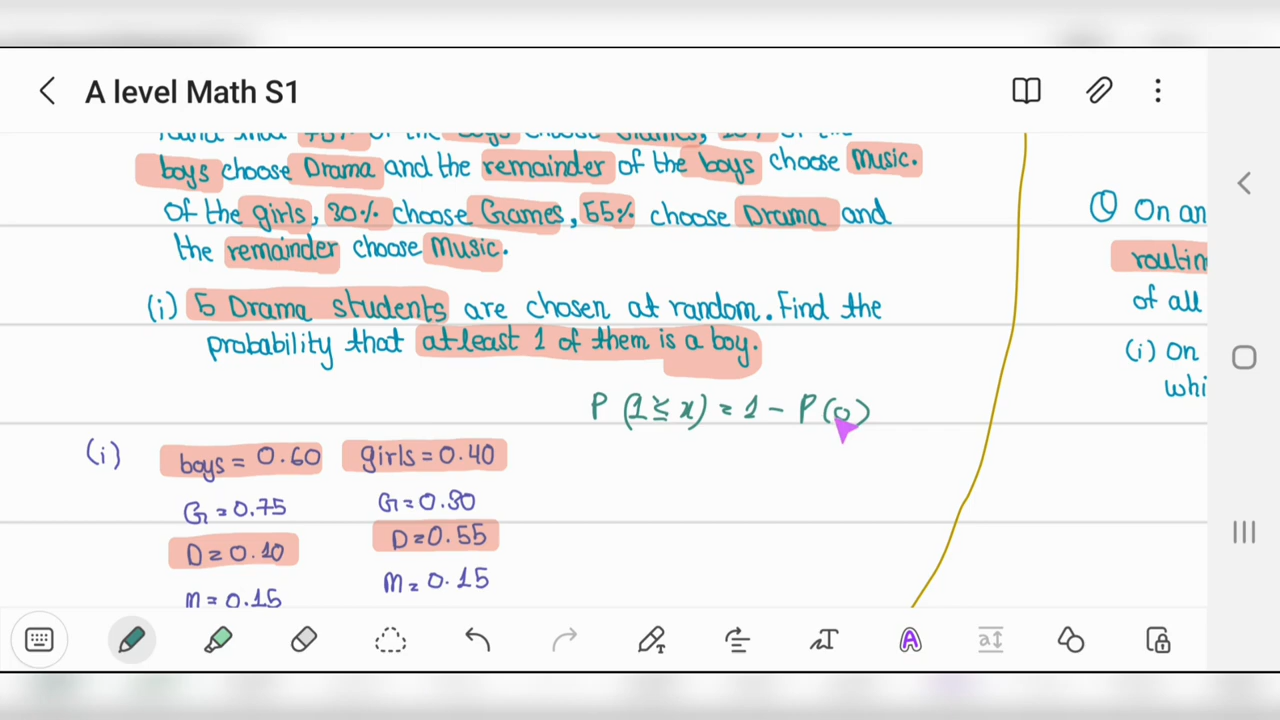 A level Math S1
boys choose Drama and the remainder of the boys choose Music.
Of the girls, 30% choose Games, 55% choose Drama and
the remainder choose Music.
(i) 5 Drama students are chosen at random. Find the
probability that atleast 1 of them is a boy.
P (1 ≤ x) = 1 - P(0)
(i) boys = 0.60 girls = 0.40
G = 0.75 G = 0.30
D = 0.10 D = 0.55
M = 0.15 M = 0.15
① On an
routin
of all
(i) On
whi